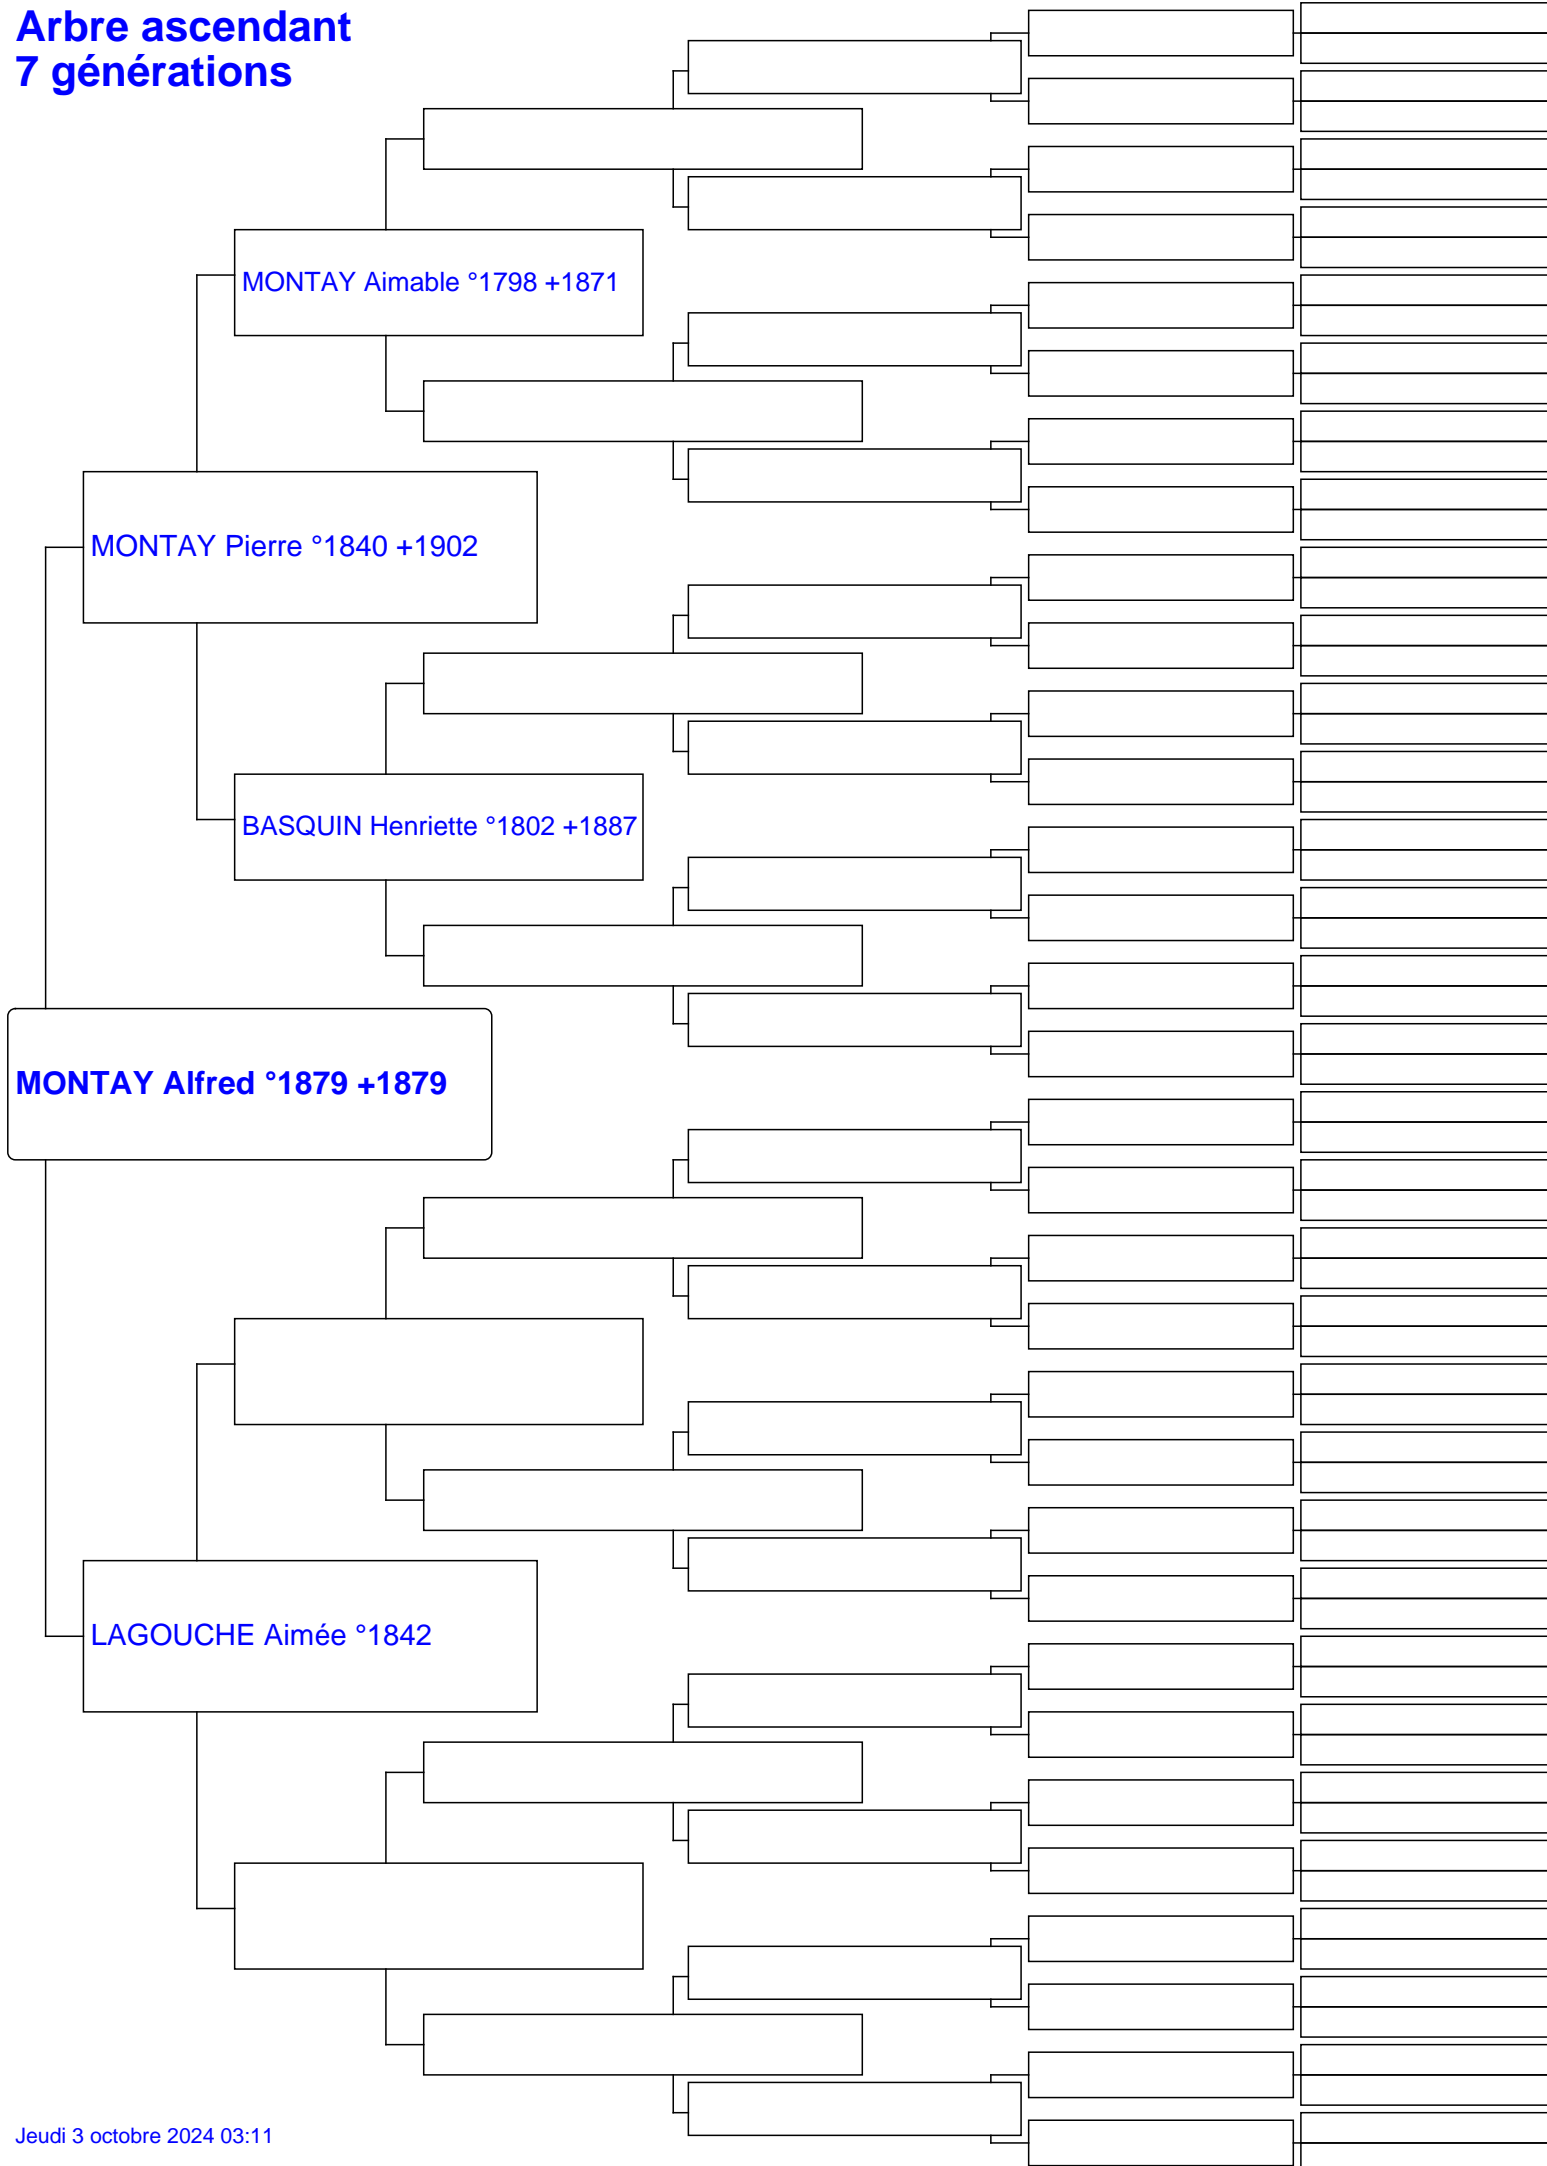 Arbre ascendant
7 générations
MONTAY Aimable °1798 +1871
MONTAY Pierre °1840 +1902
BASQUIN Henriette °1802 +1887
MONTAY Alfred °1879 +1879
LAGOUCHE Aimée °1842
Jeudi 3 octobre 2024 03:11